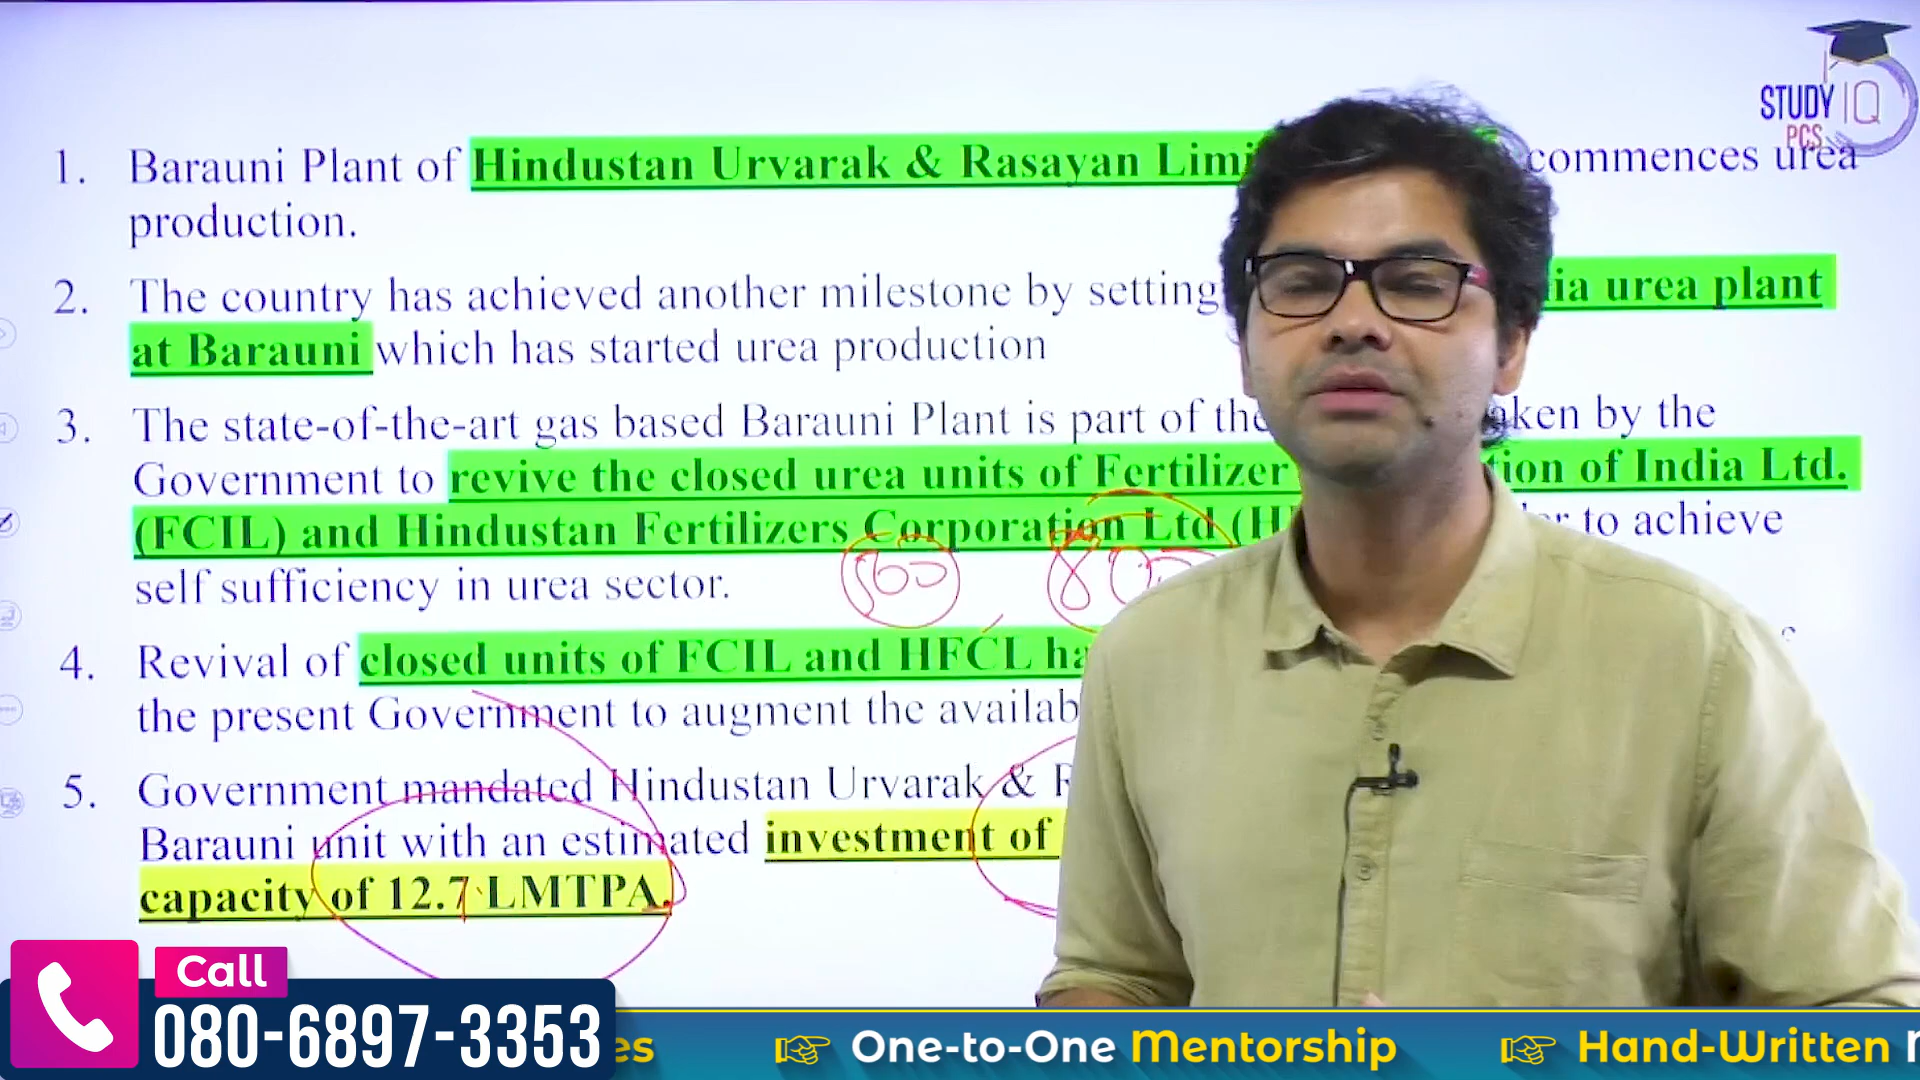 STUDY IQ
PCS
1. Barauni Plant of Hindustan Urvarak & Rasayan commences urea
production.
2. The country has achieved another milestone by setting urea plant
at Barauni which has started urea production
3. The state-of-the-art gas based Barauni Plant is part of the by the
Government to revive the closed urea units of Fertilizer of India Ltd.
(FCIL) and Hindustan Fertilizers Corporation Ltd to achieve
self sufficiency in urea sector.
4. Revival of closed units of FCIL and HFCL
the present Government to augment the
5. Government mandated Hindustan Urvarak &
Barauni unit with an estimated investment of
capacity of 12.7 LMTPA.
Call
080-6897-3353
One-to-One Mentorship
Hand-Written